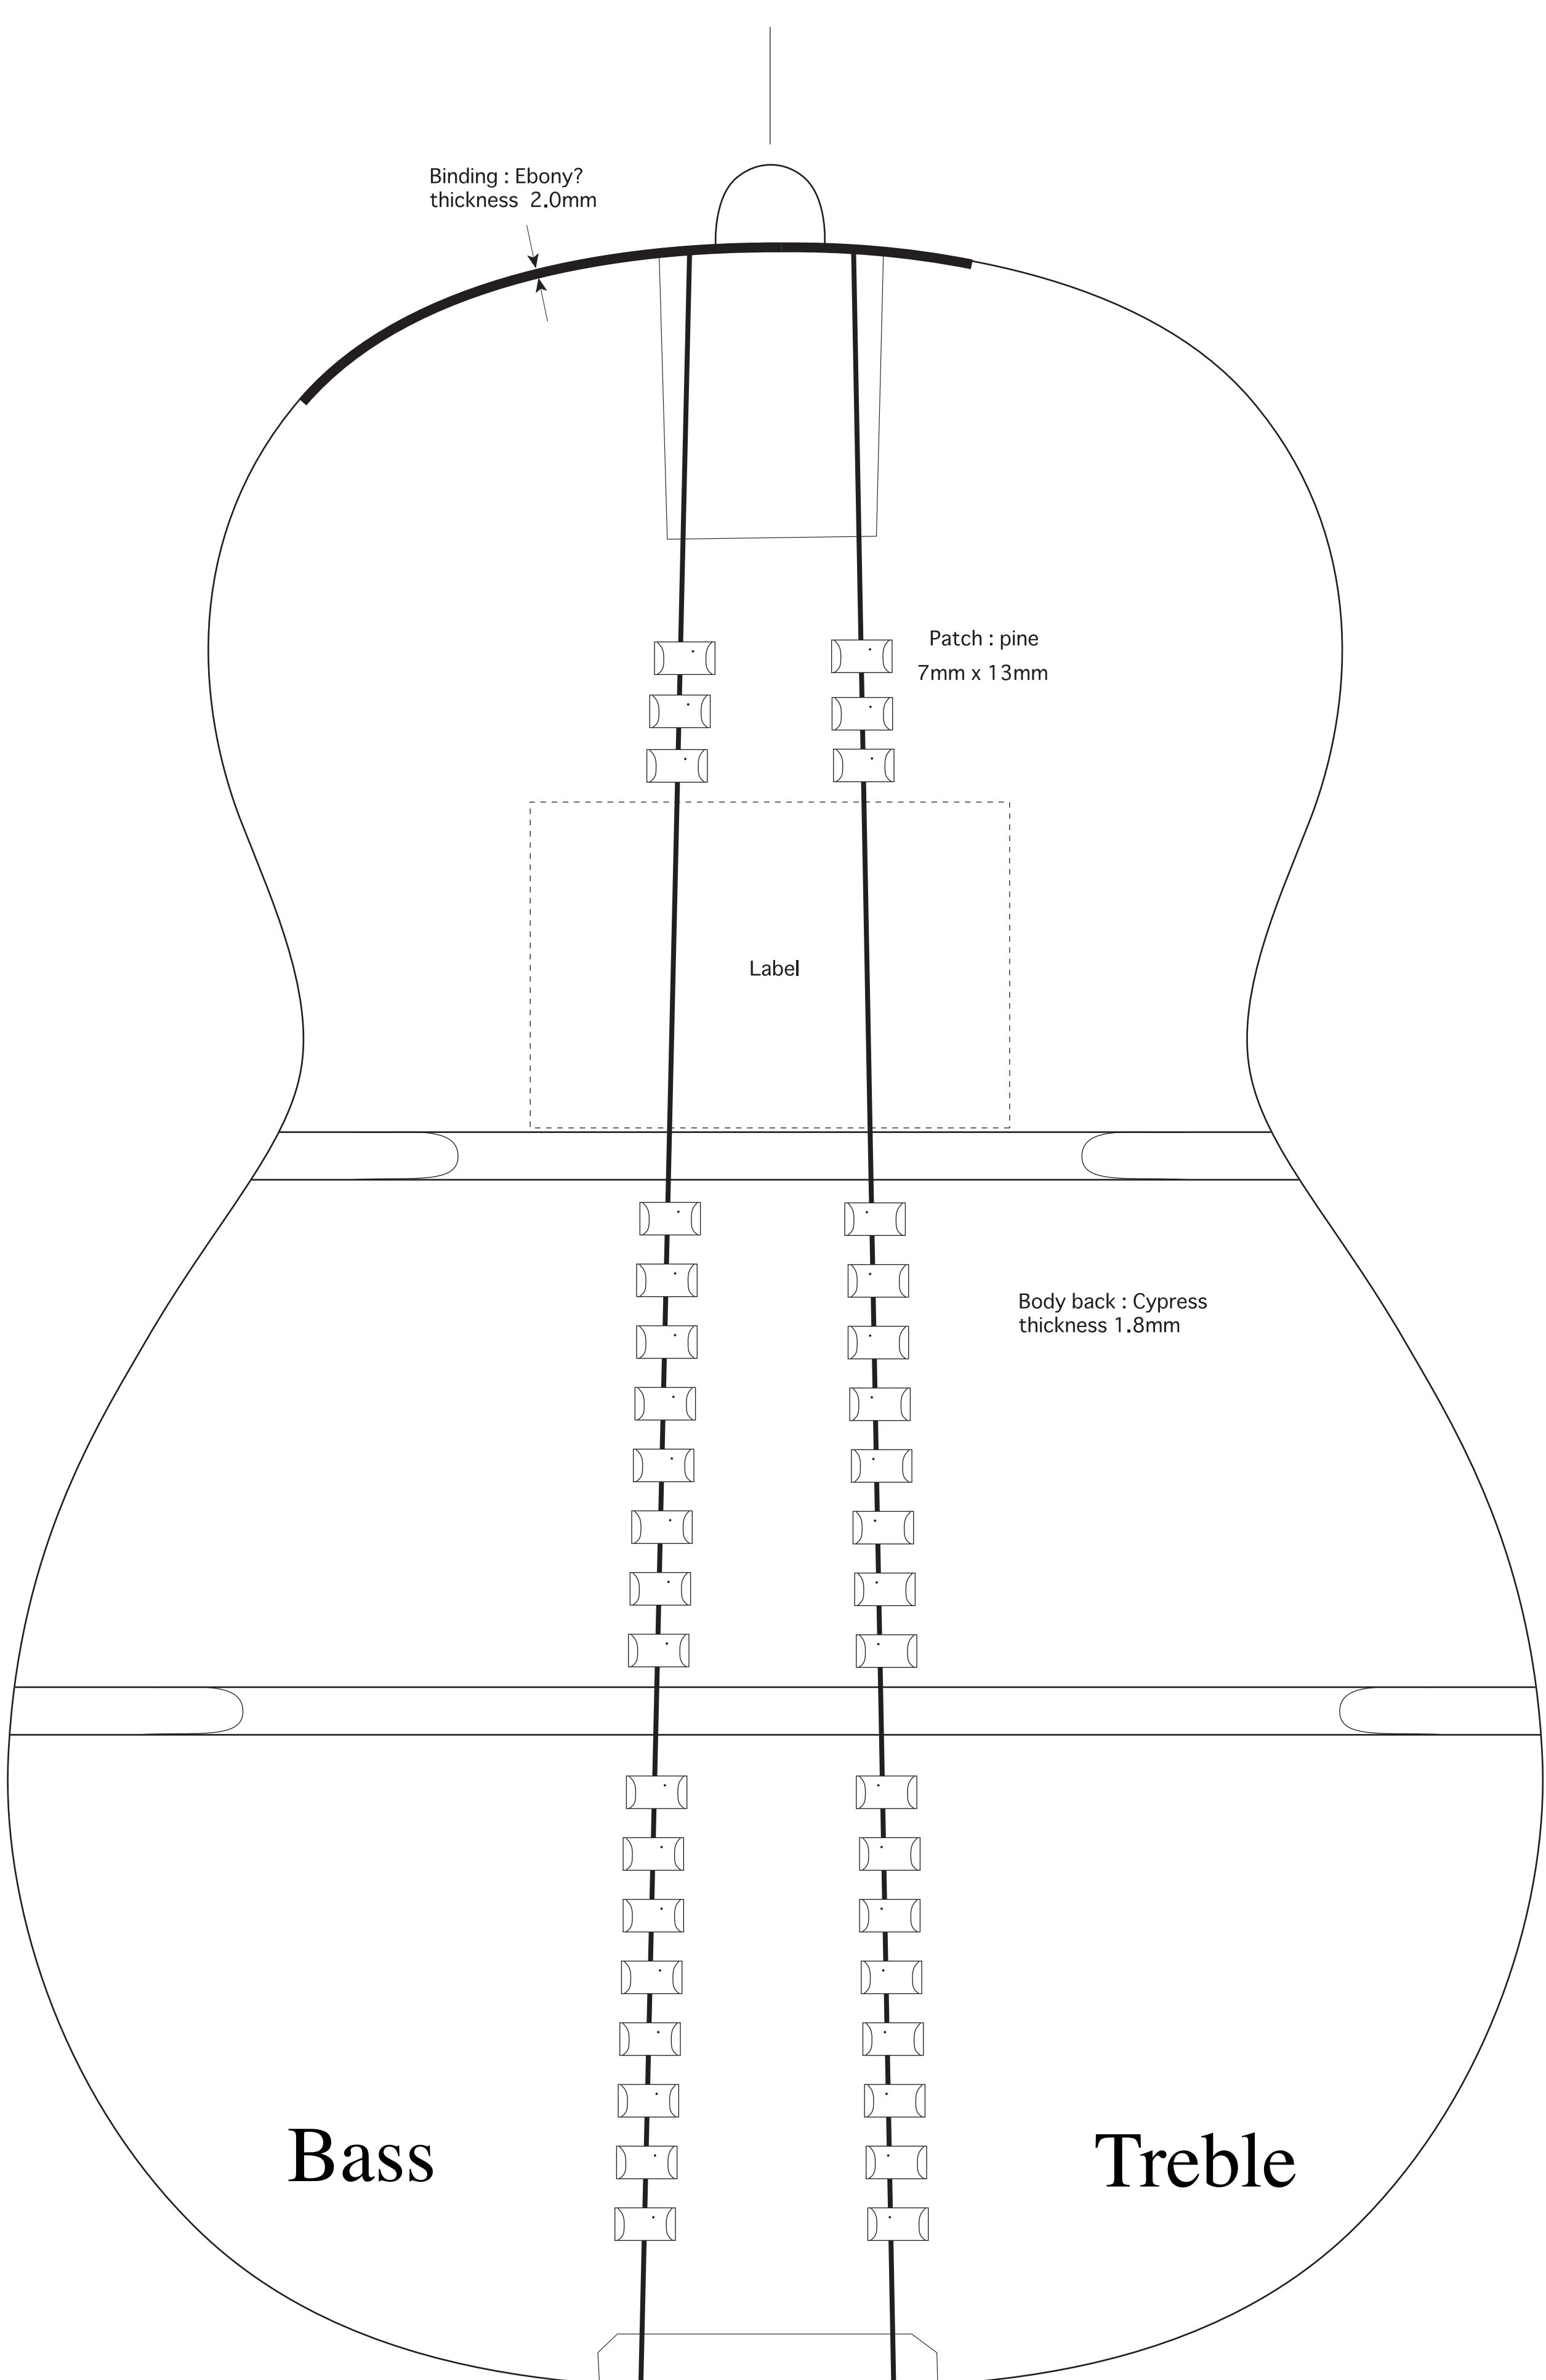 Binding : Ebony?
thickness  2.0mm
Patch : pine
7mm x 13mm
Label
Body back : Cypress
thickness 1.8mm
Bass
Treble